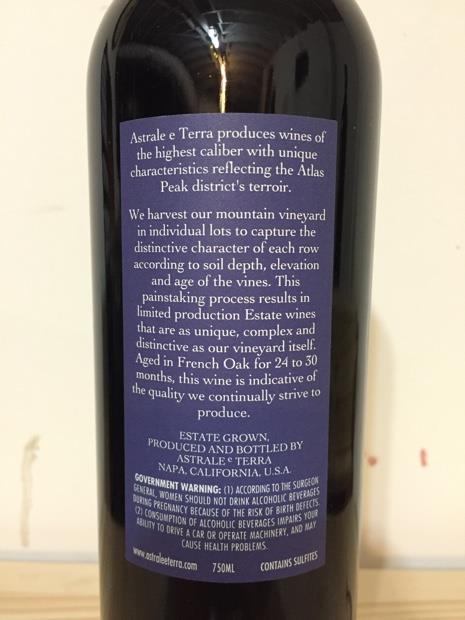 Astrale e Terra produces wines of
the highest caliber with unique
characteristics reflecting the Atlas
Peak district's terroir.
We harvest our mountain vineyard
in individual lots to capture the
distinctive character of each row
according to soil depth, elevation
and age of the vines. This
painstaking process results in
limited production Estate wines
that are as unique, complex and
distinctive as our vineyard itself.
Aged in French Oak for 24 to 30
months, this wine is indicative of
the quality we continually strive to
produce.
ESTATE GROWN,
PRODUCED AND BOTTLED BY
ASTRALE e TERRA
NAPA, CALIFORNIA, U.S.A.
GOVERNMENT WARNING: (1) ACCORDING TO THE SURGEON
GENERAL, WOMEN SHOULD NOT DRINK ALCOHOLIC BEVERAGES
DURING PREGNANCY BECAUSE OF THE RISK OF BIRTH DEFECTS.
(2) CONSUMPTION OF ALCOHOLIC BEVERAGES IMPAIRS YOUR
ABILITY TO DRIVE A CAR OR OPERATE MACHINERY, AND MAY
CAUSE HEALTH PROBLEMS.
www.astraleeterra.com 750ML CONTAINS SULFITES